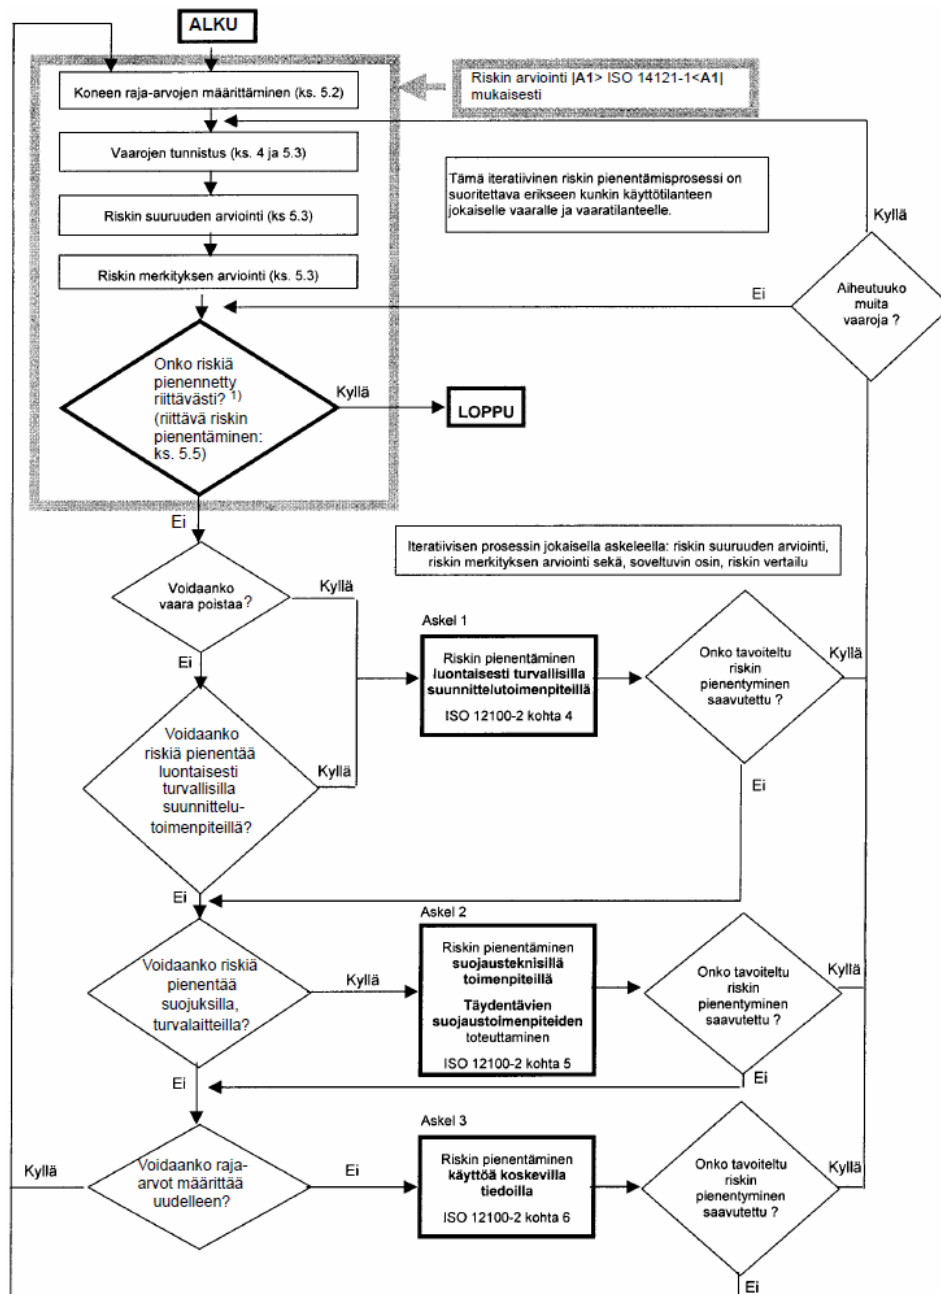 ALKU
Riskin arviointi |A1> ISO 14121-1<A1|
mukaisesti
Koneen raja-arvojen määrittäminen (ks. 5.2)
Vaarojen tunnistus (ks. 4 ja 5.3)
Tämä iteratiivinen riskin pienentämisprosessi on
suoritettava erikseen kunkin käyttötilanteen
jokaiselle vaaralle ja vaaratilanteelle.
Riskin suuruuden arviointi (ks 5.3)
Kyllä
Riskin merkityksen arviointi (ks. 5.3)
Ei
Aiheutuuko
muita
vaaroja ?
Onko riskiä
pienennetty
riittävästi? 1)
(riittävä riskin
pienentäminen:
ks. 5.5)
Kyllä
LOPPU
Ei
Iteratiivisen prosessin jokaisella askeleella: riskin suuruuden arviointi,
riskin merkityksen arviointi sekä, soveltuvin osin, riskin vertailu
Voidaanko
vaara poistaa?
Kyllä
Ei
Askel 1
Riskin pienentäminen
luontaisesti turvallisilla
suunnittelutoimenpiteillä
ISO 12100-2 kohta 4
Onko tavoiteltu
riskin
pienentyminen
saavutettu ?
Kyllä
Ei
Voidaanko
riskiä pienentää
luontaisesti
turvallisilla
suunnittelu-
toimenpiteillä?
Kyllä
Ei
Askel 2
Voidaanko riskiä
pienentää
suojuksilla,
turvalaitteilla?
Kyllä
Riskin pienentäminen
suojausteknisillä
toimenpiteillä
Täydentävien
suojaustoimenpiteiden
toteuttaminen
ISO 12100-2 kohta 5
Onko tavoiteltu
riskin
pienentyminen
saavutettu ?
Kyllä
Ei
Ei
Askel 3
Kyllä
Voidaanko raja-
arvot määrittää
uudelleen?
Ei
Riskin pienentäminen
käyttöä koskevilla
tiedoilla
ISO 12100-2 kohta 6
Onko tavoiteltu
riskin
pienentyminen
saavutettu ?
Kyllä
Ei